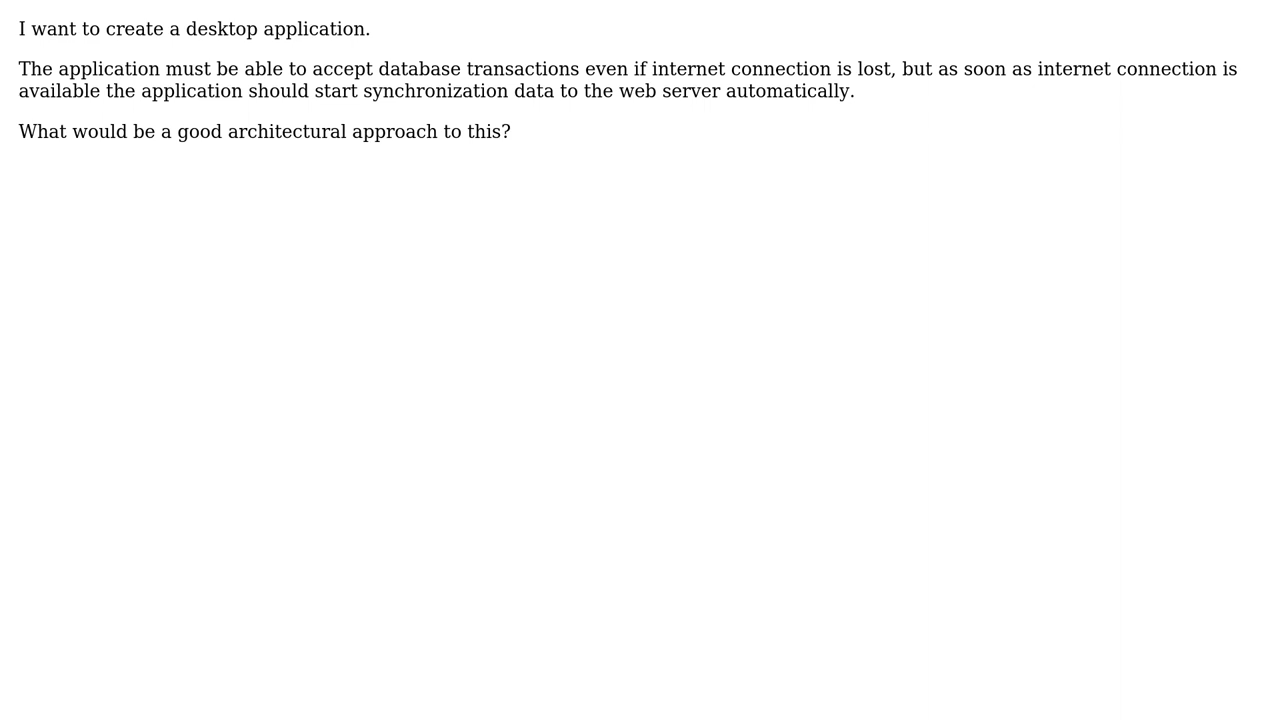 I want to create a desktop application.
The application must be able to accept database transactions even if internet connection is lost, but as soon as internet connection is
available the application should start synchronization data to the web server automatically.
What would be a good architectural approach to this?